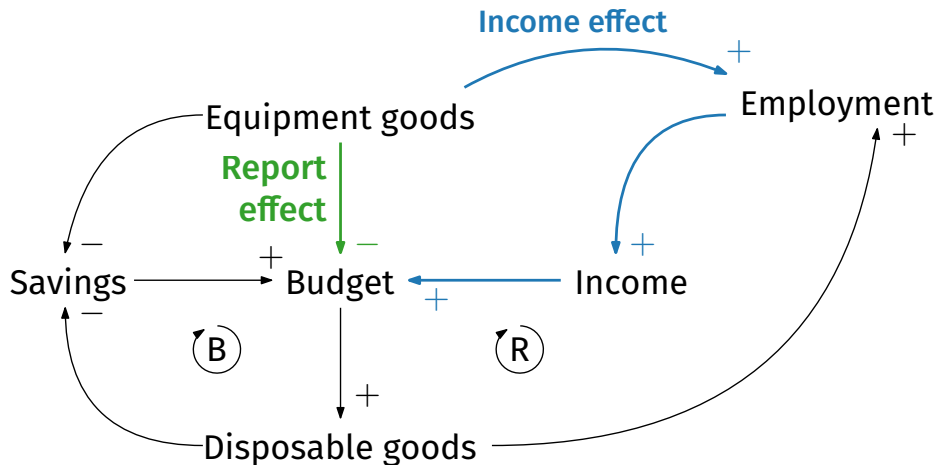 Income effect
+
Equipment goods
Employment
+
Report
effect
−
−
+
+
Savings
Budget
Income
−
+
B
R
+
Disposable goods